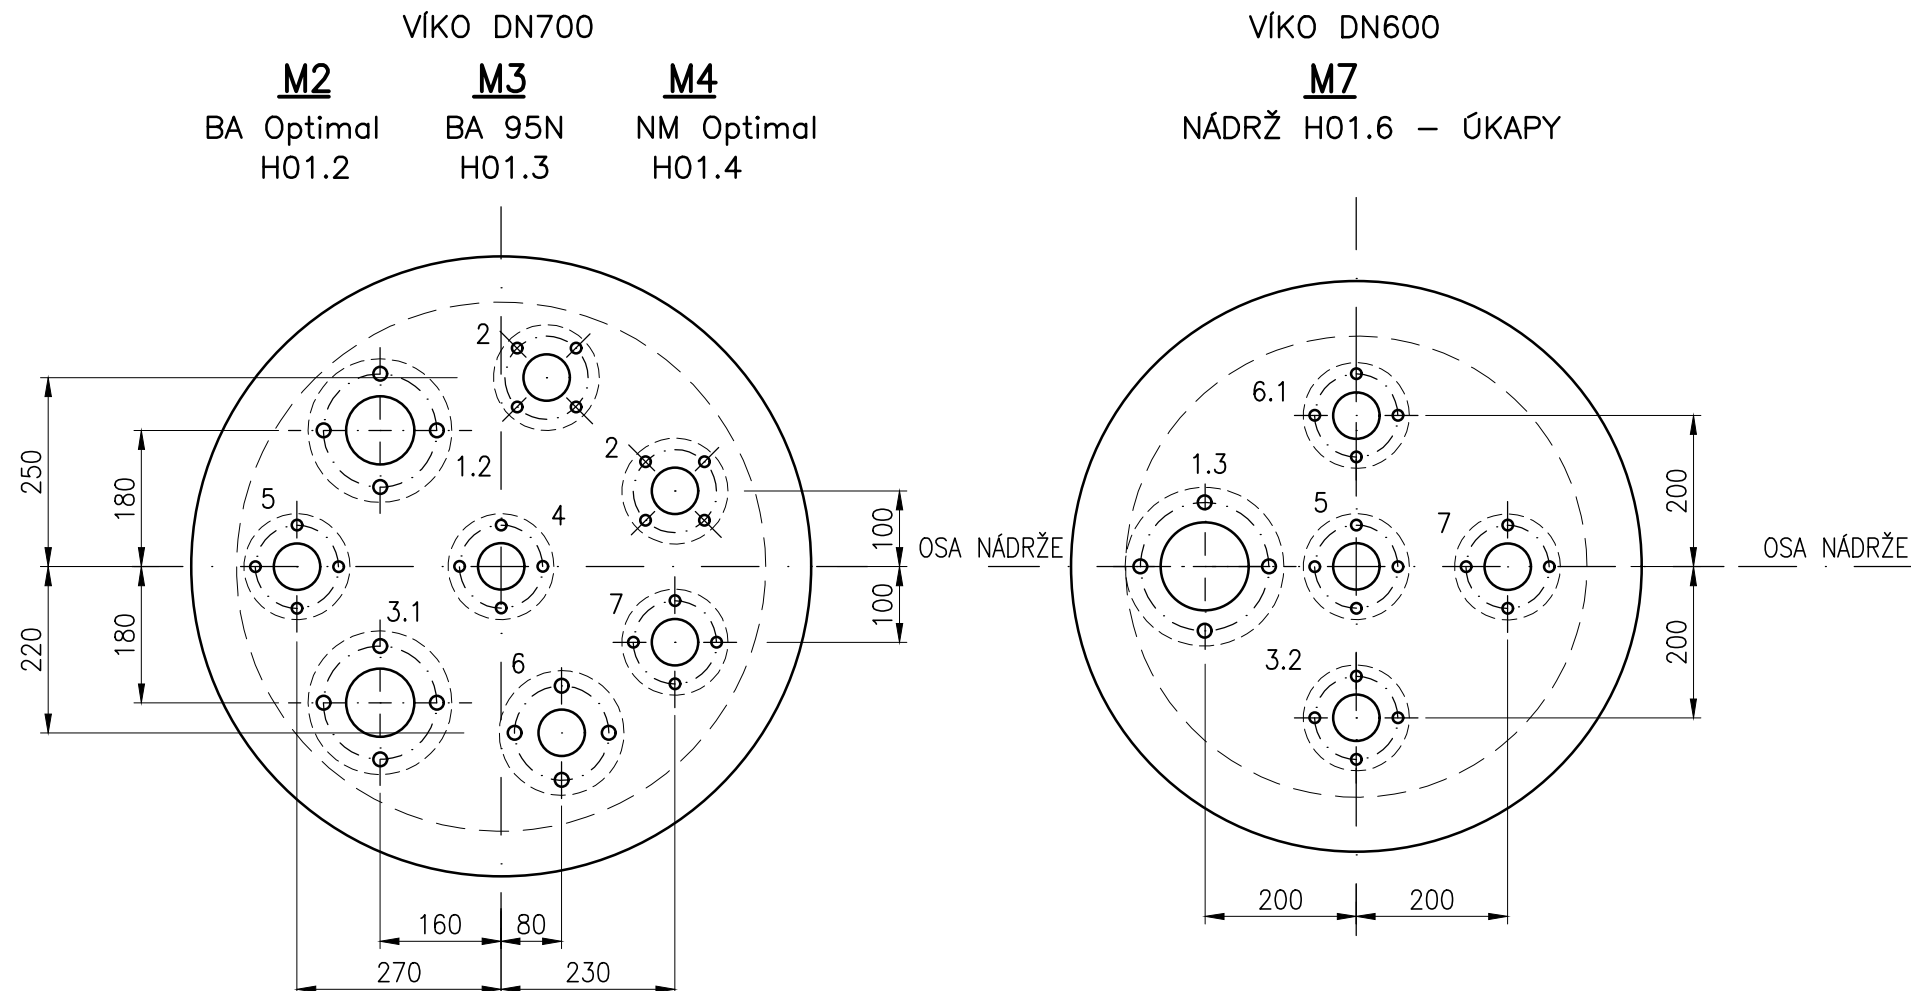 VÍKO DN700
M2 M3 M4
BA Optimal BA 95N NM Optimal
H01.2 H01.3 H01.4
2
2
1.2
5
4
3.1
7
6
250
180
220
180
100
100
OSA NÁDRŽE
160 80
270 230
VÍKO DN600
M7
NÁDRŽ H01.6 – ÚKAPY
6.1
1.3
5
7
3.2
200
200
OSA NÁDRŽE
200 200